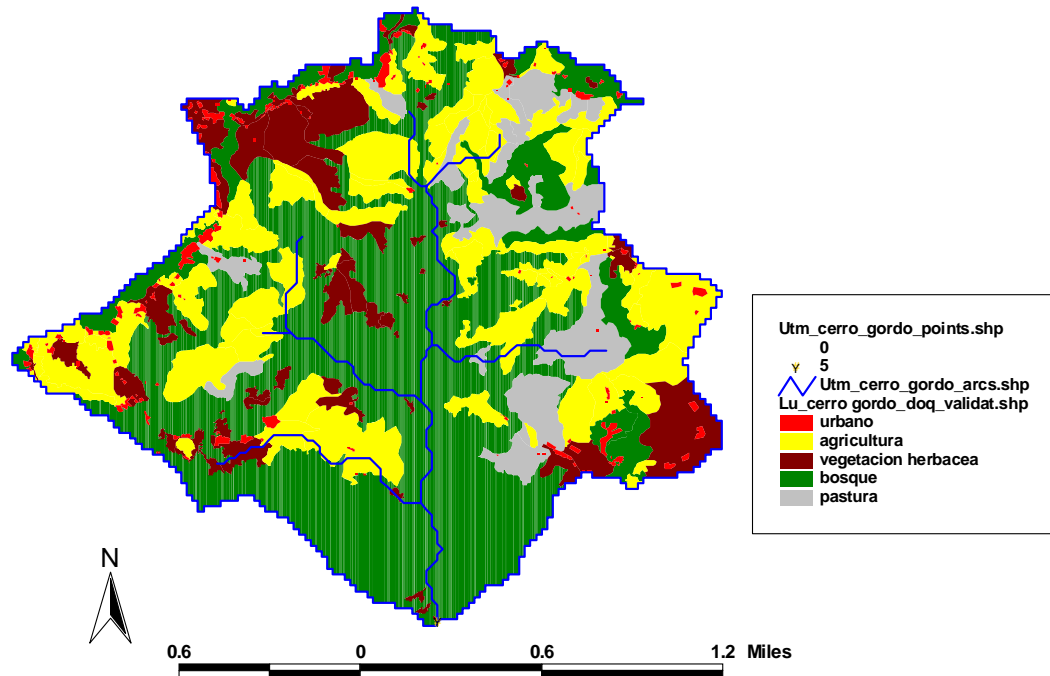 Utm_cerro_gordo_points.shp
0
5
Utm_cerro_gordo_arcs.shp
Lu_cerro gordo_doq_validat.shp
urbano
agricultura
vegetacion herbacea
bosque
pastura
N
0.6 0 0.6 1.2 Miles